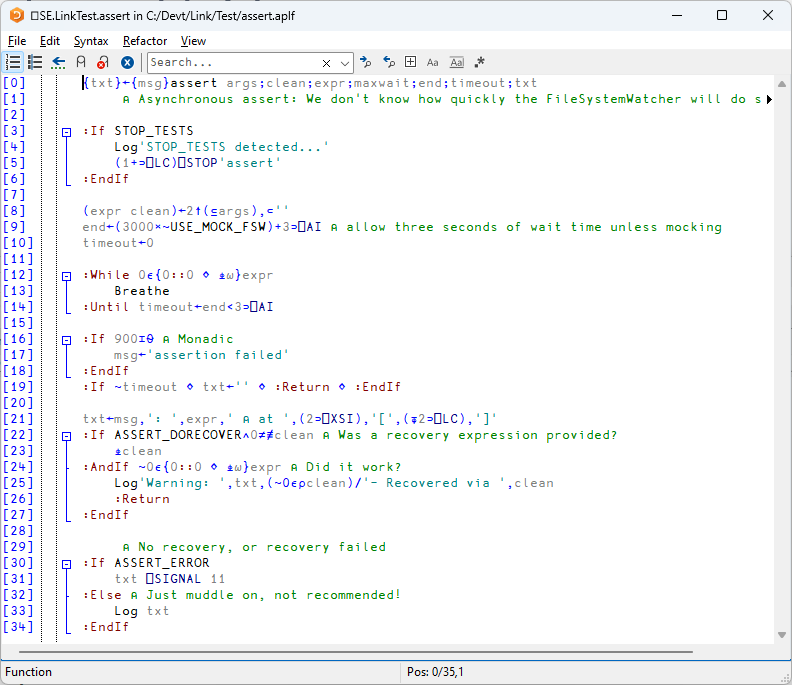 ⎕SE.LinkTest.assert in C:/Devt/Link/Test/assert.aplf
File Edit Syntax Refactor View
Search... Aa Aa .*
[0] {txt}←{msg}assert args;clean;expr;maxwait;end;timeout;txt
[1] ⍝ Asynchronous assert: We don't know how quickly the FileSystemWatcher will do s
[2]
[3] :If STOP_TESTS
[4] Log'STOP_TESTS detected...'
[5] (1+⊃⎕LC)⎕STOP'assert'
[6] :EndIf
[7]
[8] (expr clean)←2↑(⊆args),⊂''
[9] end←(3000×~USE_MOCK_FSW)+3⊃⎕AI ⍝ allow three seconds of wait time unless mocking
[10] timeout←0
[11]
[12] :While 0∊{0::0 ⋄ ⍎⍵}expr
[13] Breathe
[14] :Until timeout←end<3⊃⎕AI
[15]
[16] :If 900⌶⍬ ⍝ Monadic
[17] msg←'assertion failed'
[18] :EndIf
[19] :If ~timeout ⋄ txt←'' ⋄ :Return ⋄ :EndIf
[20]
[21] txt←msg,': ',expr,' ⍝ at ',(2⊃⎕XSI),'[',(⍕2⊃⎕LC),']'
[22] :If ASSERT_DORECOVER∧0≠≢clean ⍝ Was a recovery expression provided?
[23] ⍎clean
[24] :AndIf ~0∊{0::0 ⋄ ⍎⍵}expr ⍝ Did it work?
[25] Log'Warning: ',txt,(~0∊⍴clean)/'- Recovered via ',clean
[26] :Return
[27] :EndIf
[28]
[29] ⍝ No recovery, or recovery failed
[30] :If ASSERT_ERROR
[31] txt ⎕SIGNAL 11
[32] :Else ⍝ Just muddle on, not recommended!
[33] Log txt
[34] :EndIf
Function Pos: 0/35,1